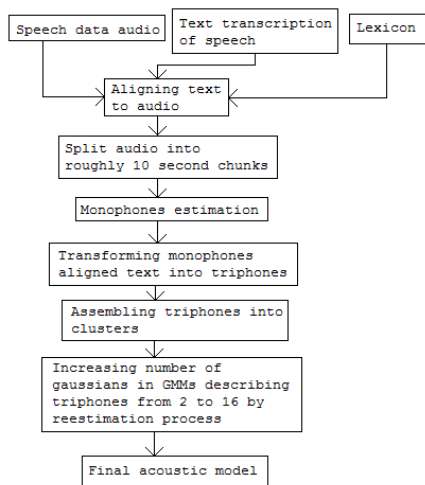 Speech data audio
Text transcription
of speech
Lexicon
Aligning text
to audio
Split audio into
roughly 10 second chunks
Monophones estimation
Transforming monophones
aligned text into triphones
Assembling triphones into
clusters
Increasing number of
gaussians in GMMs describing
triphones from 2 to 16 by
reestimation process
Final acoustic model